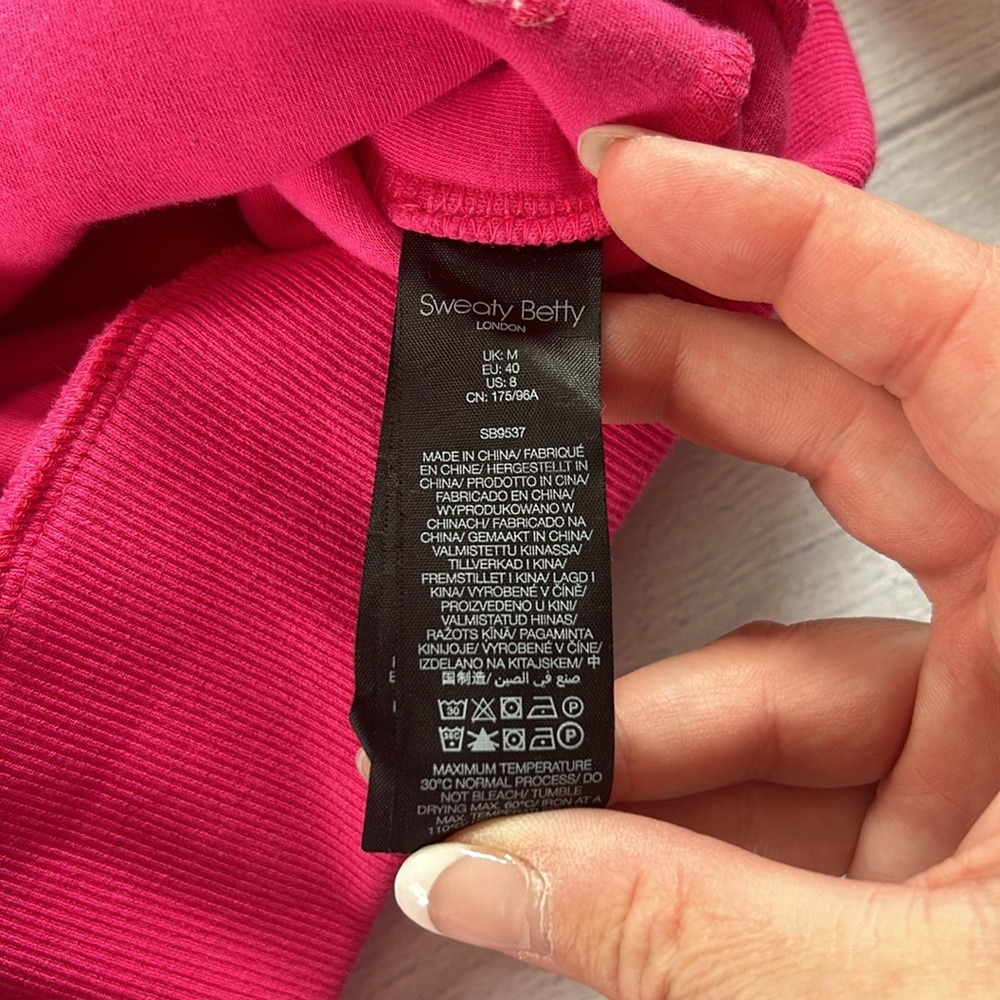 Sweaty Betty
LONDON
UK: M
EU: 40
US: 8
CN: 175/96A
SB9537
MADE IN CHINA/ FABRIQUÉ
EN CHINE/ HERGESTELLT IN
CHINA/ PRODOTTO IN CINA/
FABRICADO EN CHINA/
WYPRODUKOWANO W
CHINACH/ FABRICADO NA
CHINA/ GEMAAKT IN CHINA/
VALMISTETTU KIINASSA/
TILLVERKAD I KINA/
FREMSTILLET I KINA/ LAGD I
KINA/ VYROBENÉ V ČÍNĚ/
PROIZVEDENO U KINI/
VALMISTATUD HIINAS/
RAŽOTS ĶĪNĀ/ PAGAMINTA
KINIJOJE/ VYROBENÉ V ČÍNE/
IZDELANO NA KITAJSKEM/ 中
国制造/ صنع في الصين
30 P
30C P
MAXIMUM TEMPERATURE
30°C NORMAL PROCESS/ DO
NOT BLEACH/ TUMBLE
DRYING MAX. 60°C/ IRON AT A
MAX.
110°C